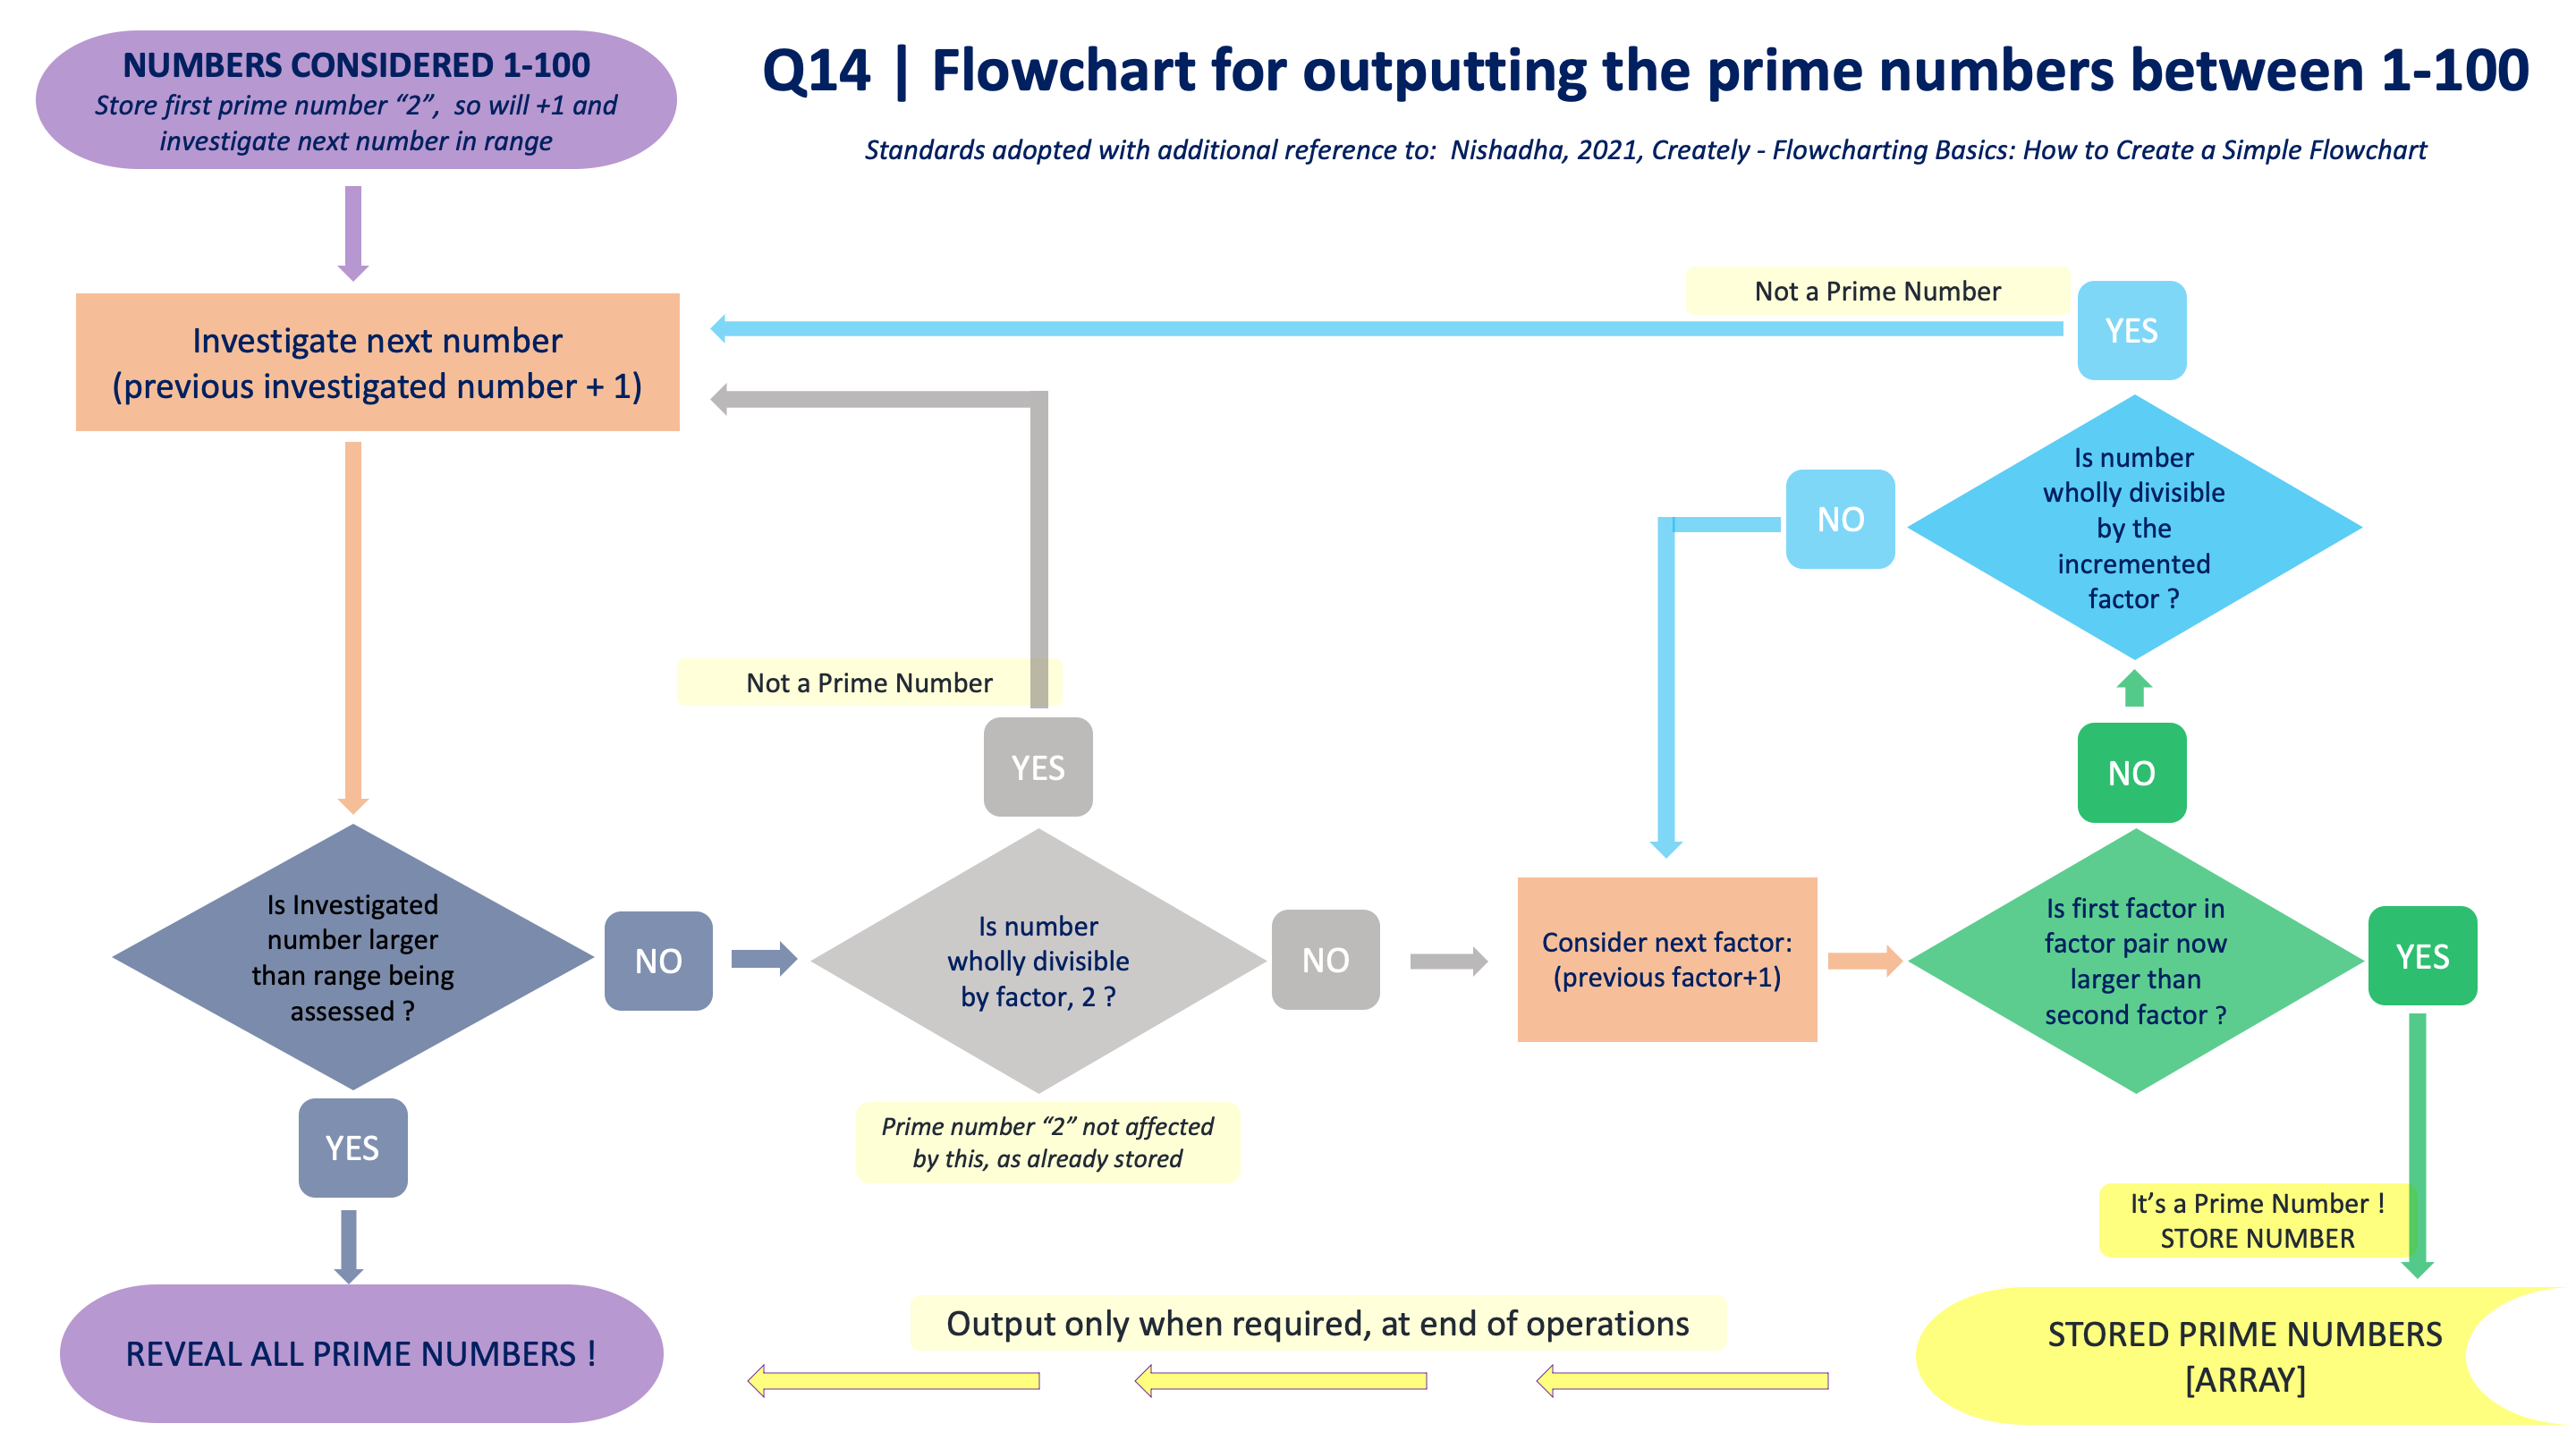 NUMBERS CONSIDERED 1-100
Store first prime number “2”,  so will +1 and
investigate next number in range
Q14 | Flowchart for outputting the prime numbers between 1-100
Standards adopted with additional reference to:  Nishadha, 2021, Creately - Flowcharting Basics: How to Create a Simple Flowchart
Investigate next number
(previous investigated number + 1)
Not a Prime Number
YES
Is number
wholly divisible
by the
incremented
factor ?
NO
Not a Prime Number
YES
NO
Is Investigated
number larger
than range being
assessed ?
NO
Is number
wholly divisible
by factor, 2 ?
NO
Consider next factor:
(previous factor+1)
Is first factor in
factor pair now
larger than
second factor ?
YES
YES
Prime number “2” not affected
by this, as already stored
It’s a Prime Number !
STORE NUMBER
REVEAL ALL PRIME NUMBERS !
Output only when required, at end of operations
STORED PRIME NUMBERS
[ARRAY]